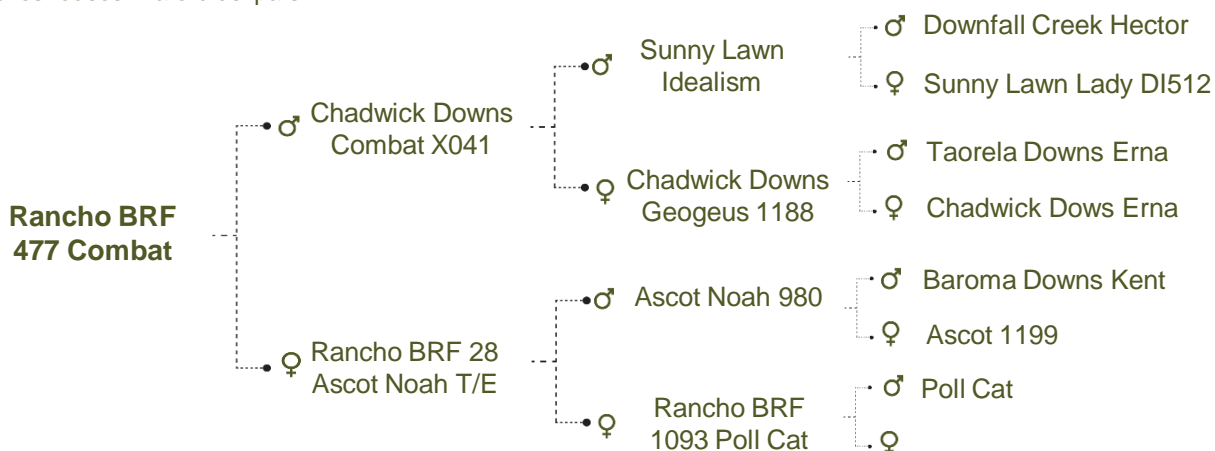 Downfall Creek Hector
Sunny Lawn
Idealism
Sunny Lawn Lady DI512
Chadwick Downs
Combat X041
Taorela Downs Erna
Chadwick Downs
Geogeus 1188
Chadwick Dows Erna
Rancho BRF
477 Combat
Baroma Downs Kent
Ascot Noah 980
Ascot 1199
Rancho BRF 28
Ascot Noah T/E
Poll Cat
Rancho BRF
1093 Poll Cat